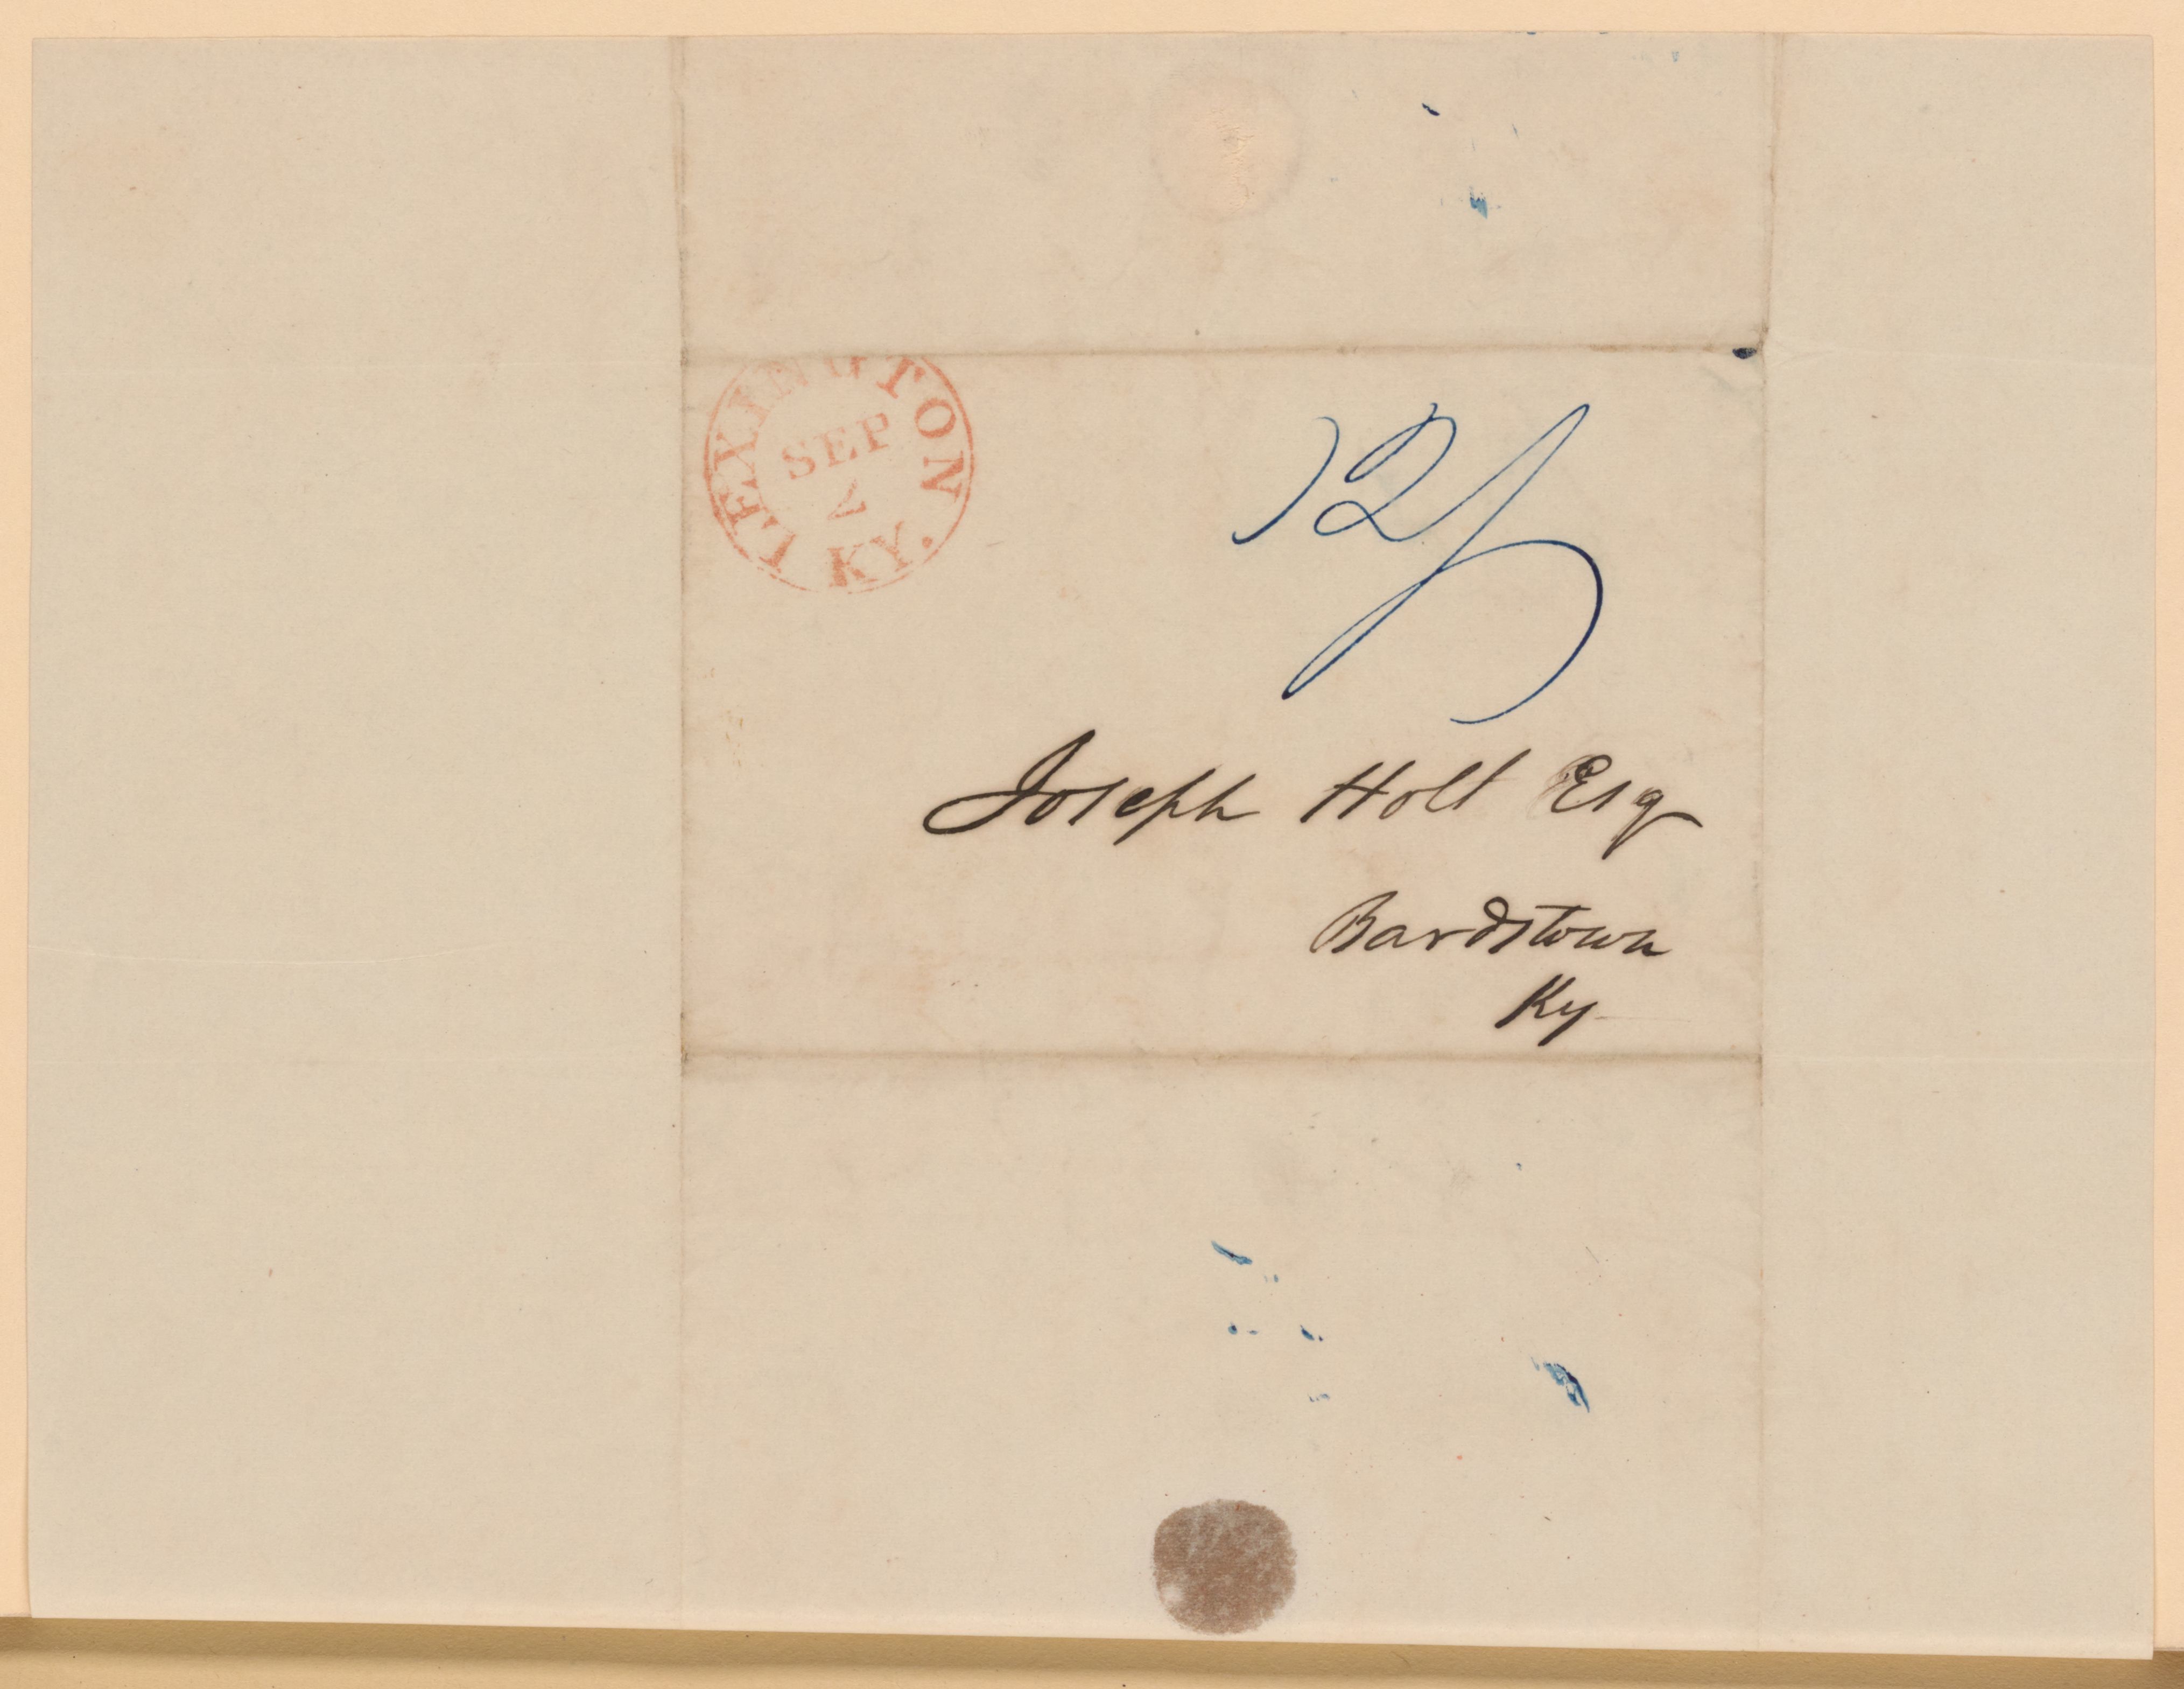 LEXINGTON
SEP
2
KY.
12½
Joseph Holt Esq
Bardstown
Ky